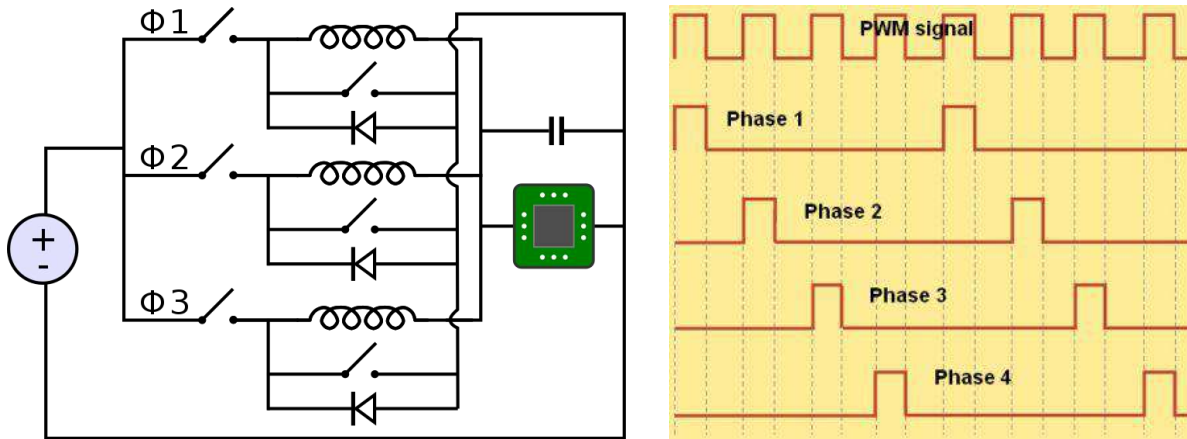 Φ1
Φ2
+
-
Φ3
PWM signal
Phase 1
Phase 2
Phase 3
Phase 4